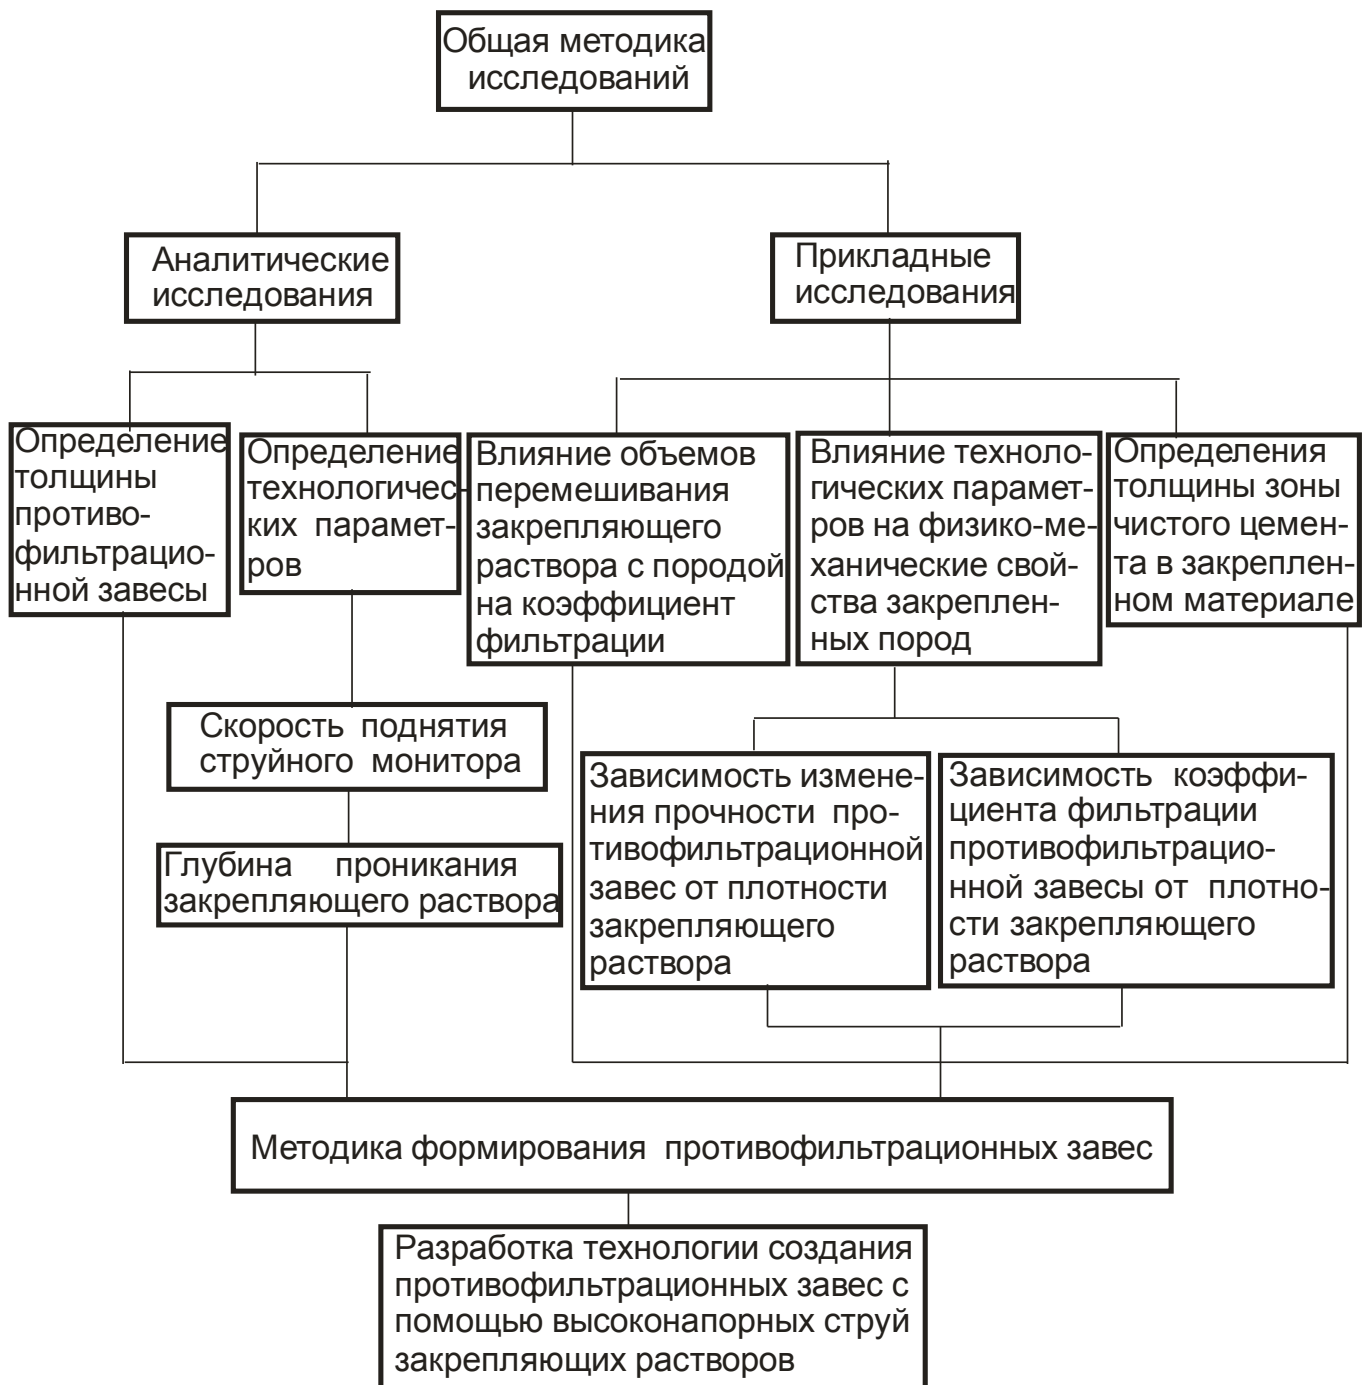 Общая методика
исследований
Аналитические
исследования
Прикладные
исследования
Определение
толщины
противо-
фильтрацио-
нной завесы
Определение
технологичес-
ких параметр-
ров
Влияние объемов
перемешивания
закрепляющего
раствора с породой
на коэффициент
фильтрации
Влияние техноло-
гических парамет-
ров на физико-ме-
ханические свой-
ства закреплен-
ных пород
Определения
толщины зоны
чистого цемен-
та в закреплен-
ном материале
Скорость поднятия
струйного монитора
Глубина проникания
закрепляющего раствора
Зависимость измене-
ния прочности про-
тивофильтрационной
завес от плотности
закрепляющего
раствора
Зависимость коэффи-
циента фильтрации
противофильтрацио-
нной завесы от плотно-
сти закрепляющего
раствора
Методика формирования противофильтрационных завес
Разработка технологии создания
противофильтрационных завес с
помощью высоконапорных струй
закрепляющих растворов